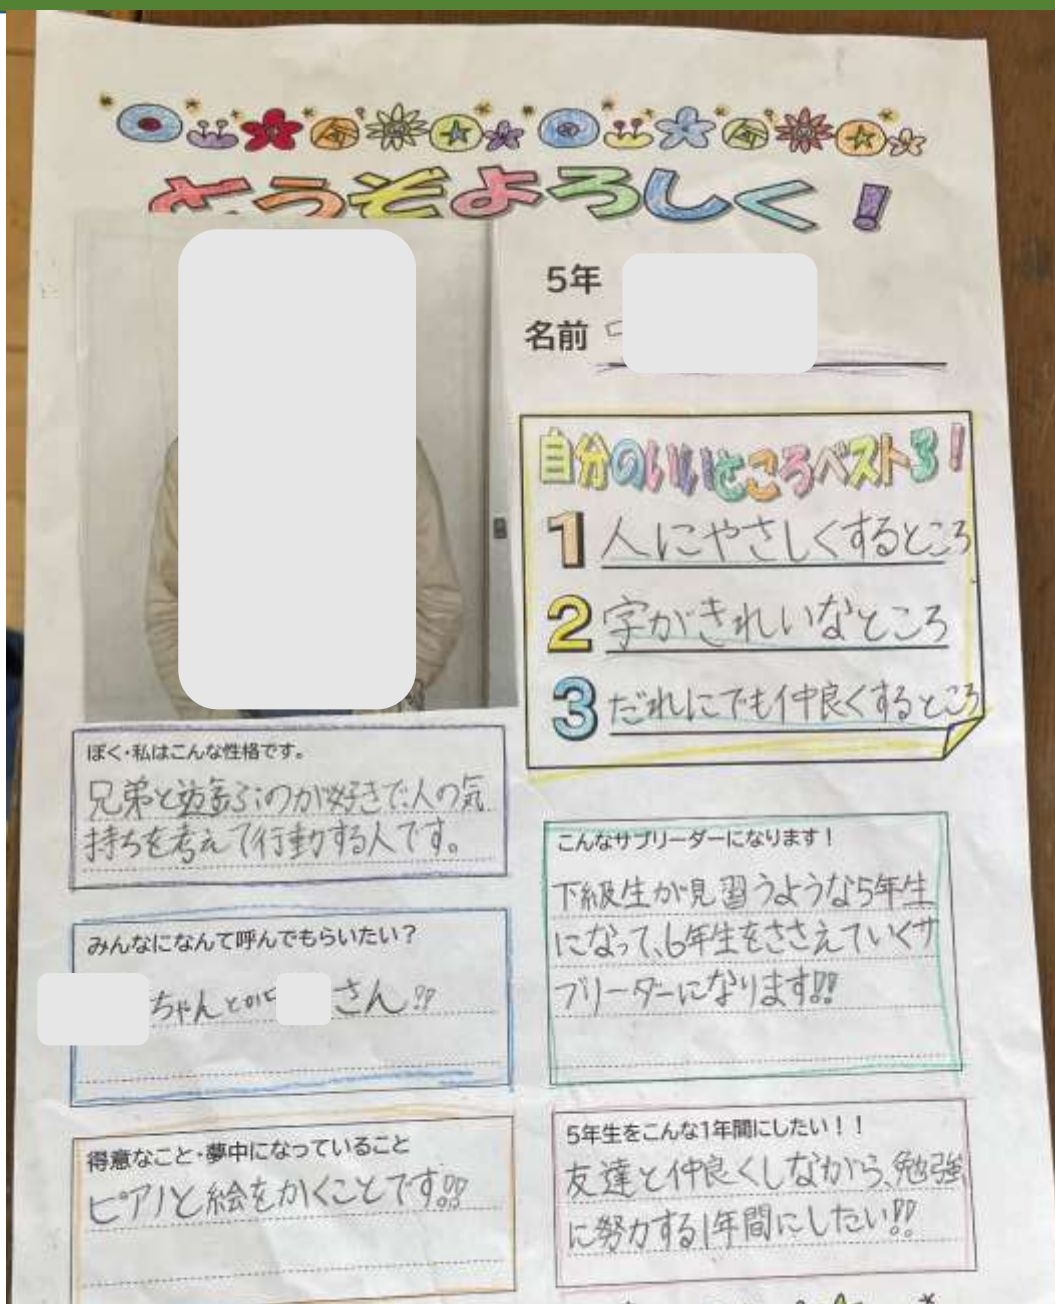 どうぞよろしく！
5年
名前
自分のいいところベスト3！
1 人にやさしくするところ
2 字がきれいなところ
3 だれにでも仲良くするところ
ぼく・私はこんな性格です。
兄弟と遊ぶのが好きで人の気
持ちを考えて行動する人です。
こんなサブリーダーになります！
下級生が見習うような5年生
になって、6年生をささえていくサ
ブリーダーになります!!
みんなになんて呼んでもらいたい？
ちゃんとか さん!!
得意なこと・夢中になっていること
ピアノと絵をかくことです!!
5年生をこんな1年間にしたい！！
友達と仲良くしながら、勉強
に努力する1年間にしたい!!